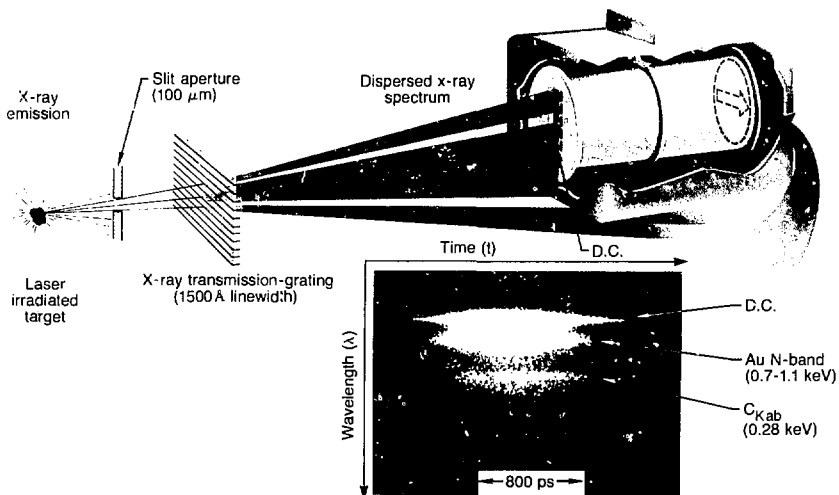 Slit aperture
(100 μm)
X-ray
emission
Dispersed x-ray
spectrum
Laser
irradiated
target
X-ray transmission-grating
(1500 Å linewidth)
D.C.
Time (t)
Wavelength (λ)
D.C.
Au N-band
(0.7-1.1 keV)
CKab
(0.28 keV)
800 ps